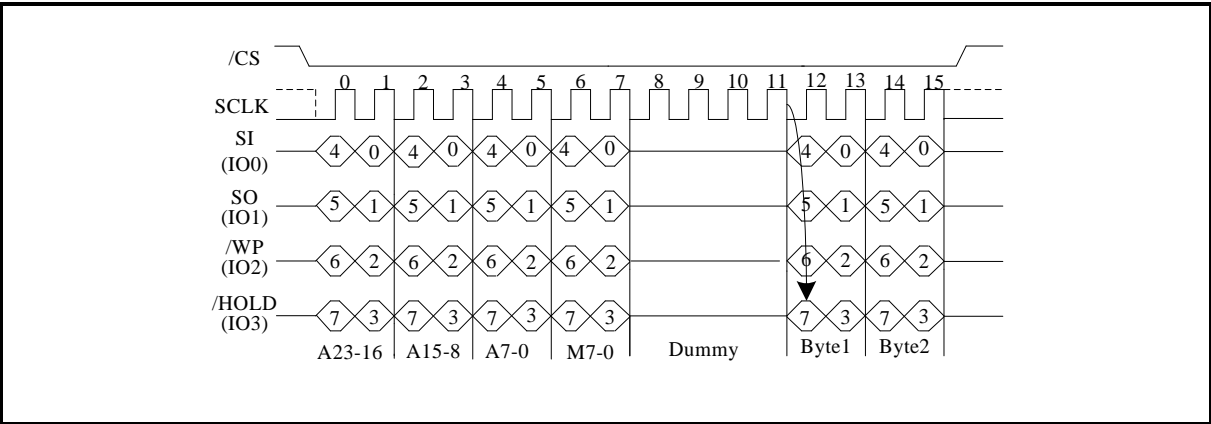 /CS
0 1 2 3 4 5 6 7 8 9 10 11 12 13 14 15
SCLK
SI
(IO0)
4 0 4 0 4 0 4 0 4 0 4 0
SO
(IO1)
5 1 5 1 5 1 5 1 5 1 5 1
/WP
(IO2)
6 2 6 2 6 2 6 2 6 2 6 2
/HOLD
(IO3)
7 3 7 3 7 3 7 3 7 3 7 3
A23-16 A15-8 A7-0 M7-0 Dummy Byte1 Byte2